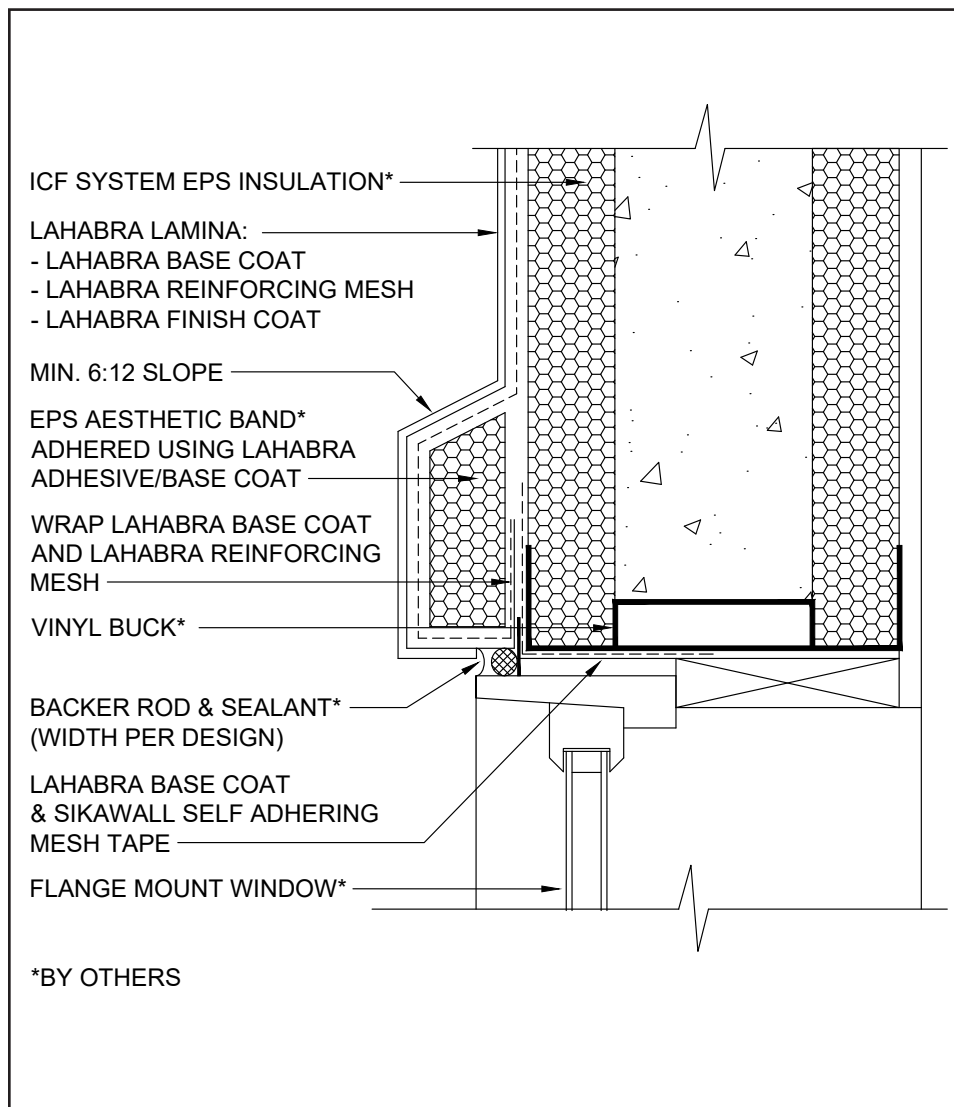 ICF SYSTEM EPS INSULATION*
LAHABRA LAMINA:
- LAHABRA BASE COAT
- LAHABRA REINFORCING MESH
- LAHABRA FINISH COAT
MIN. 6:12 SLOPE
EPS AESTHETIC BAND*
ADHERED USING LAHABRA
ADHESIVE/BASE COAT
WRAP LAHABRA BASE COAT
AND LAHABRA REINFORCING
MESH
VINYL BUCK*
BACKER ROD & SEALANT*
(WIDTH PER DESIGN)
LAHABRA BASE COAT
& SIKAWALL SELF ADHERING
MESH TAPE
FLANGE MOUNT WINDOW*
*BY OTHERS